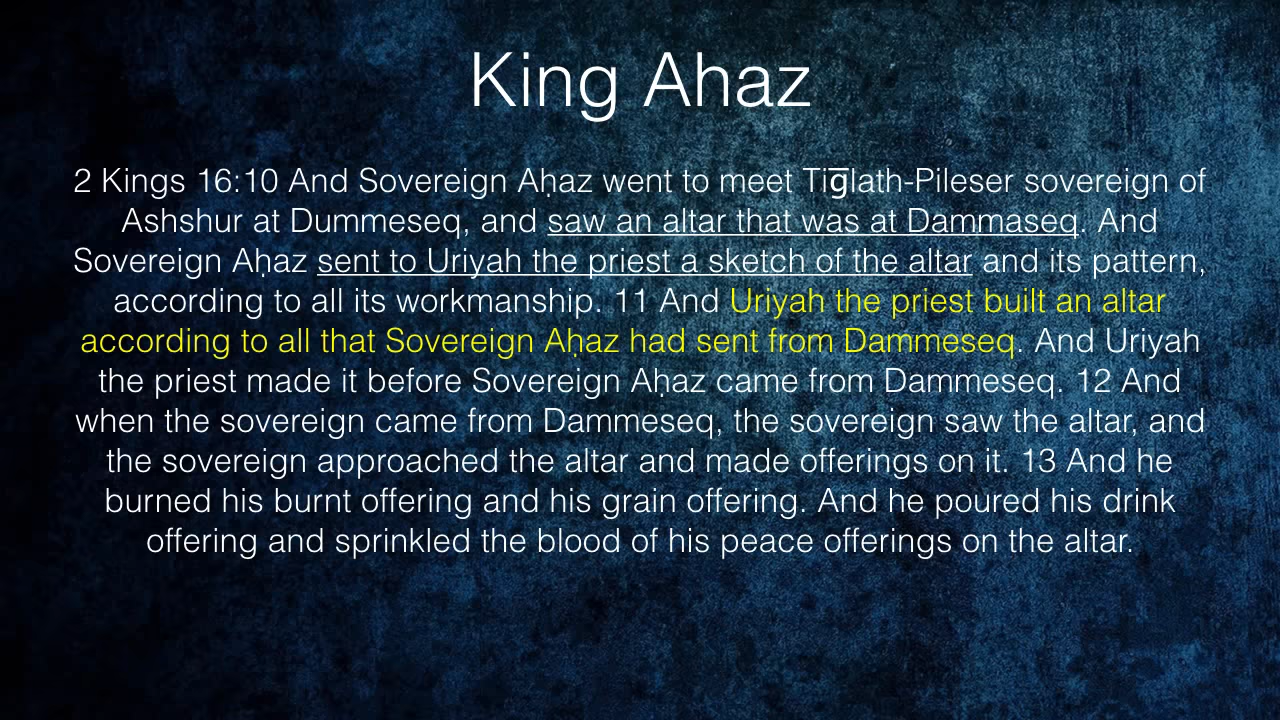 King Ahaz
2 Kings 16:10 And Sovereign Aḥaz went to meet Tiḡlath-Pileser sovereign of
Ashshur at Dummeseq, and saw an altar that was at Dammaseq. And
Sovereign Aḥaz sent to Uriyah the priest a sketch of the altar and its pattern,
according to all its workmanship. 11 And Uriyah the priest built an altar
according to all that Sovereign Aḥaz had sent from Dammeseq. And Uriyah
the priest made it before Sovereign Aḥaz came from Dammeseq. 12 And
when the sovereign came from Dammeseq, the sovereign saw the altar, and
the sovereign approached the altar and made offerings on it. 13 And he
burned his burnt offering and his grain offering. And he poured his drink
offering and sprinkled the blood of his peace offerings on the altar.